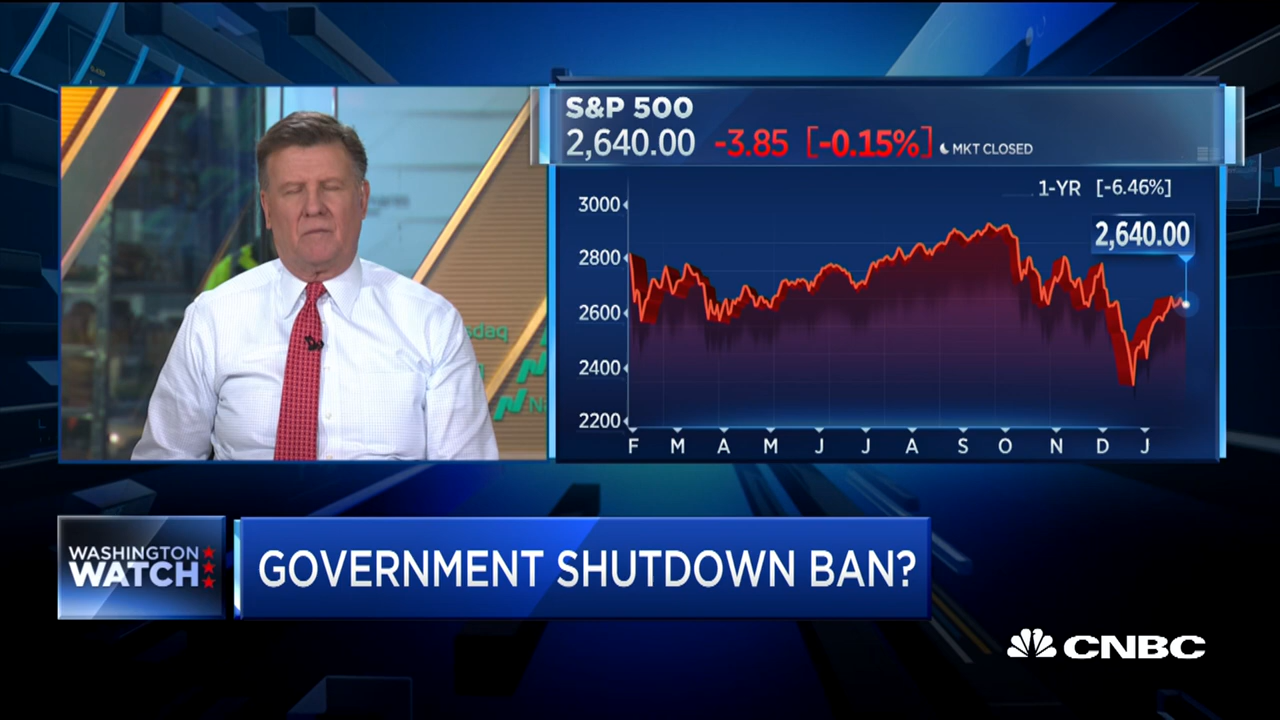 S&P 500
2,640.00 -3.85 [-0.15%] MKT CLOSED
1-YR [-6.46%]
2,640.00
3000
2800
2600
2400
2200
F M A M J J A S O N D J
Nasdaq
WASHINGTON
WATCH
GOVERNMENT SHUTDOWN BAN?
CNBC